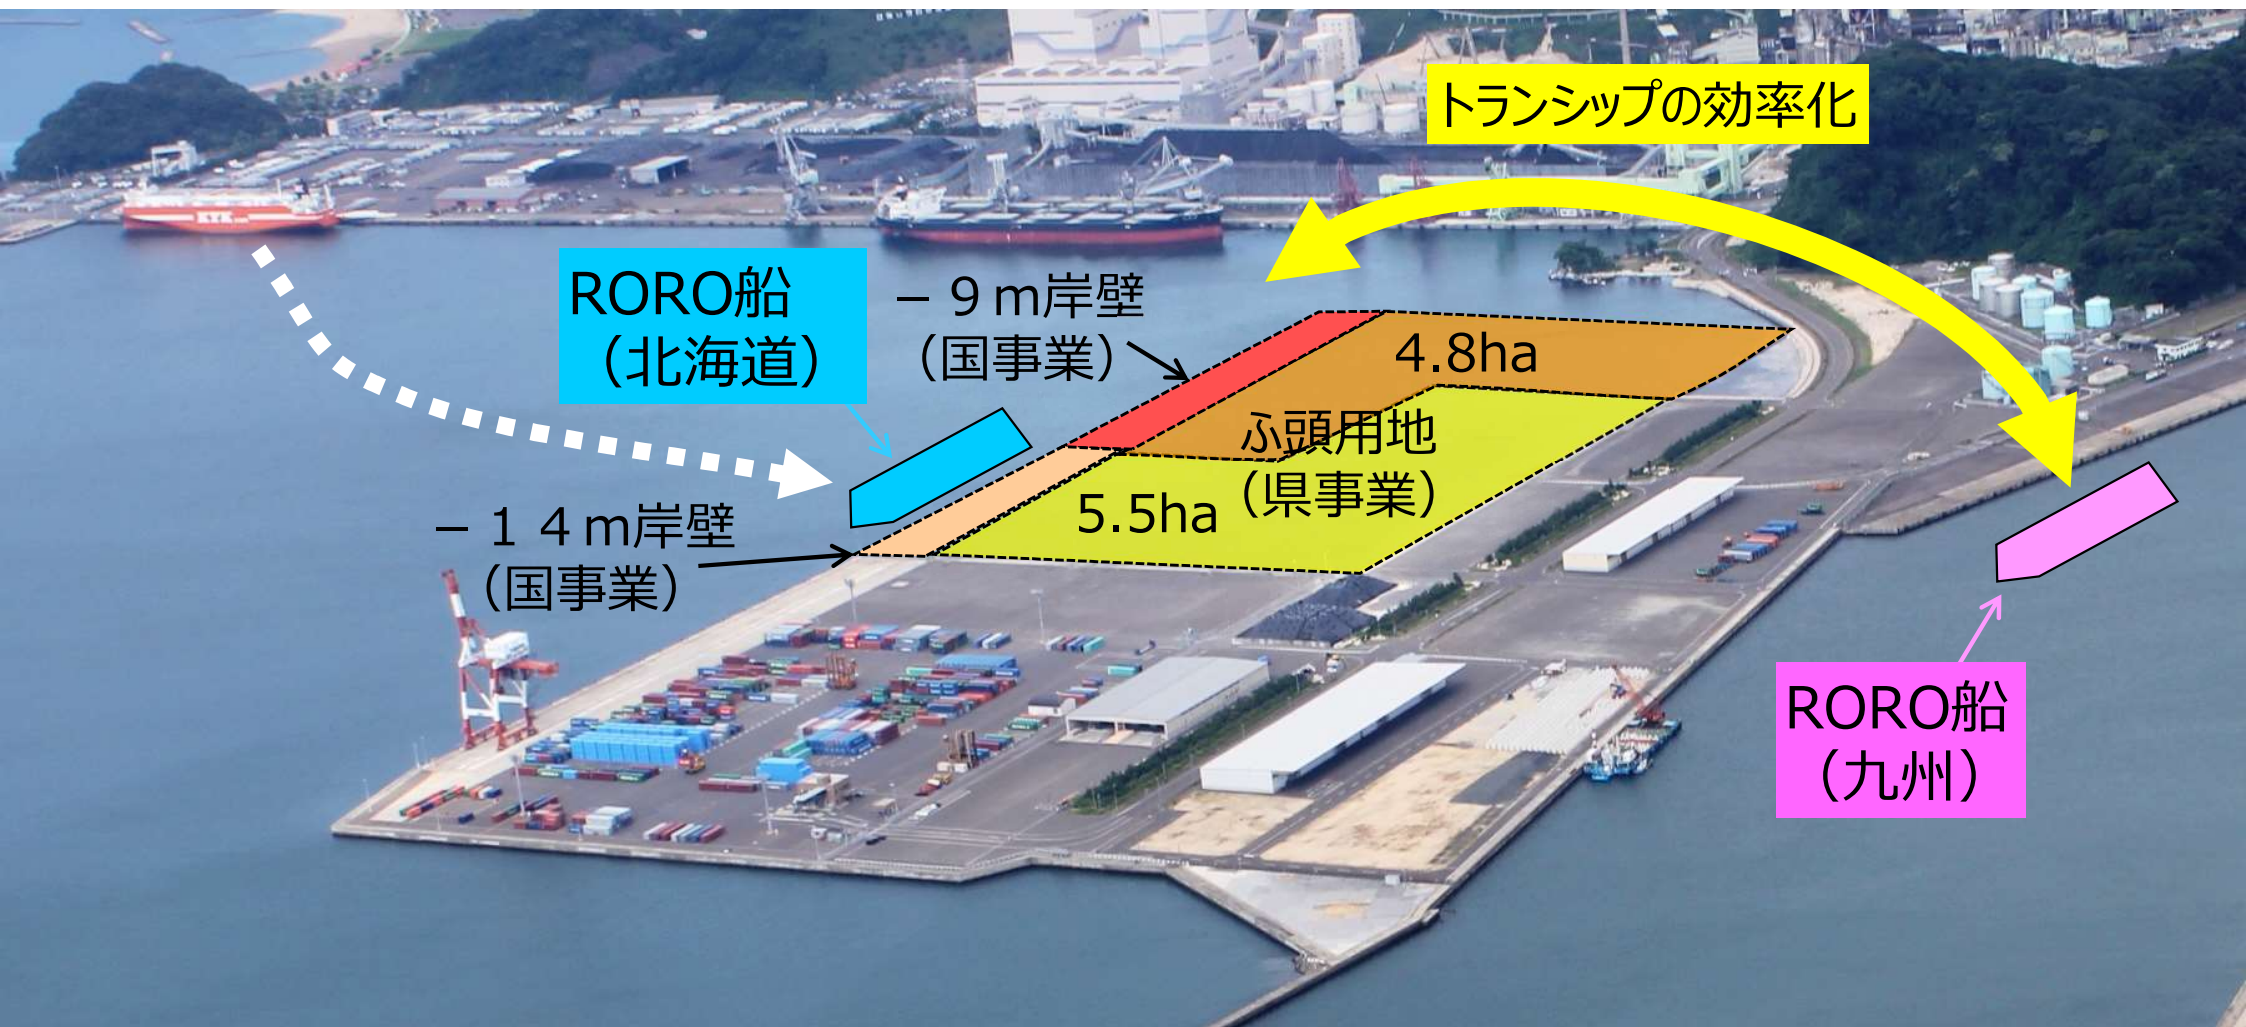 トランシップの効率化
RORO船
（北海道）
－９ｍ岸壁
（国事業）
4.8ha
ふ頭用地
（県事業）
5.5ha
－１４ｍ岸壁
（国事業）
RORO船
（九州）